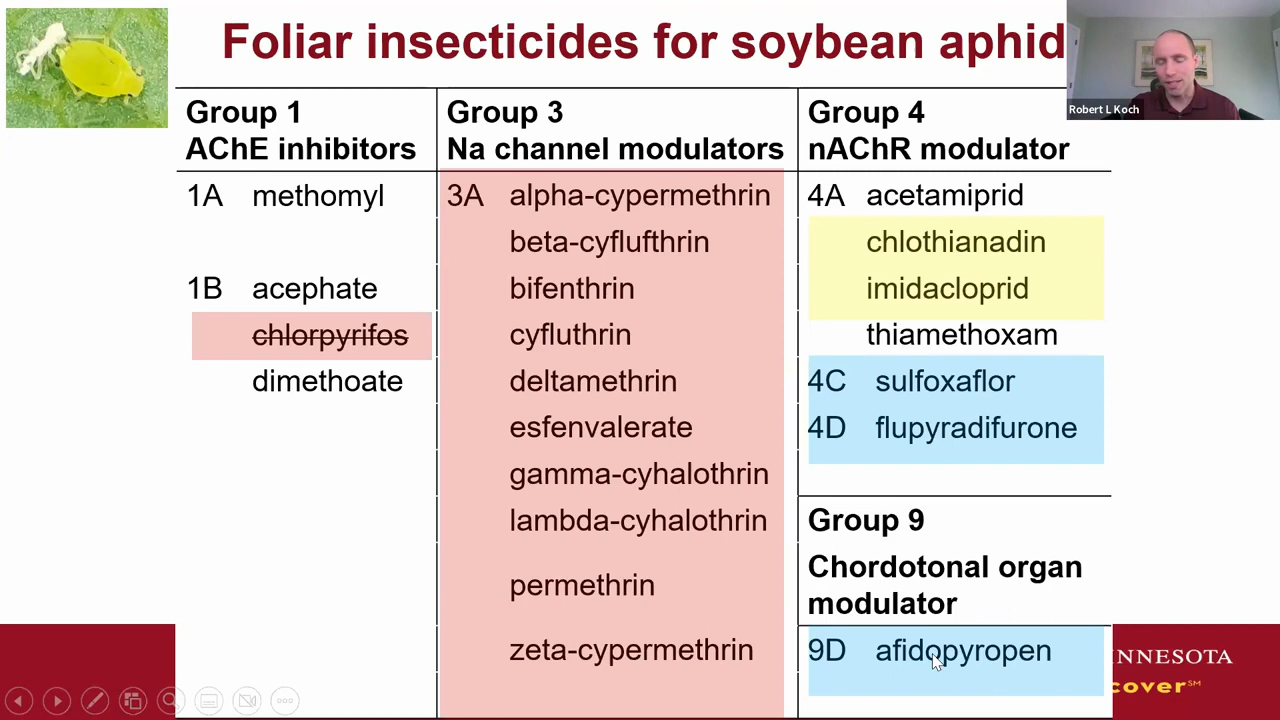 Foliar insecticides for soybean aphid
Robert L Koch
Group 1
AChE inhibitors
1A methomyl
1B acephate
chlorpyrifos
dimethoate
Group 3
Na channel modulators
3A alpha-cypermethrin
beta-cyflufthrin
bifenthrin
cyfluthrin
deltamethrin
esfenvalerate
gamma-cyhalothrin
lambda-cyhalothrin
permethrin
zeta-cypermethrin
Group 4
nAChR modulator
4A acetamiprid
chlothianadin
imidacloprid
thiamethoxam
4C sulfoxaflor
4D flupyradifurone
Group 9
Chordotonal organ
modulator
9D afidopyropen
INNESOTA
cover℠